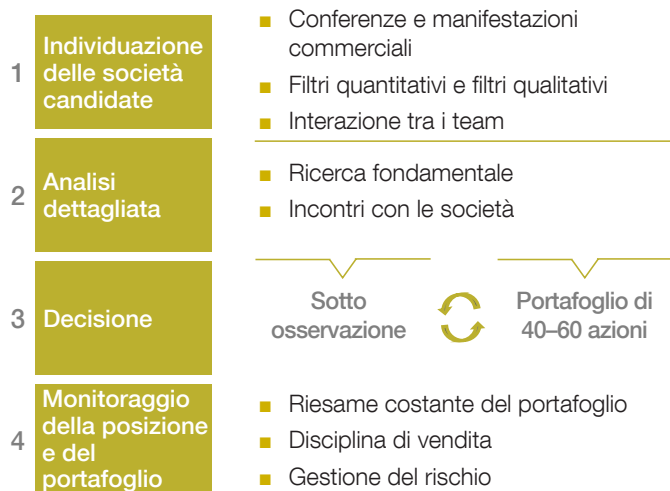 1
Individuazione
delle società
candidate
■ Conferenze e manifestazioni
commerciali
■ Filtri quantitativi e filtri qualitativi
■ Interazione tra i team
2
Analisi
dettagliata
■ Ricerca fondamentale
■ Incontri con le società
3
Decisione
Sotto
osservazione
Portafoglio di
40–60 azioni
4
Monitoraggio
della posizione
e del
portafoglio
■ Riesame costante del portafoglio
■ Disciplina di vendita
■ Gestione del rischio